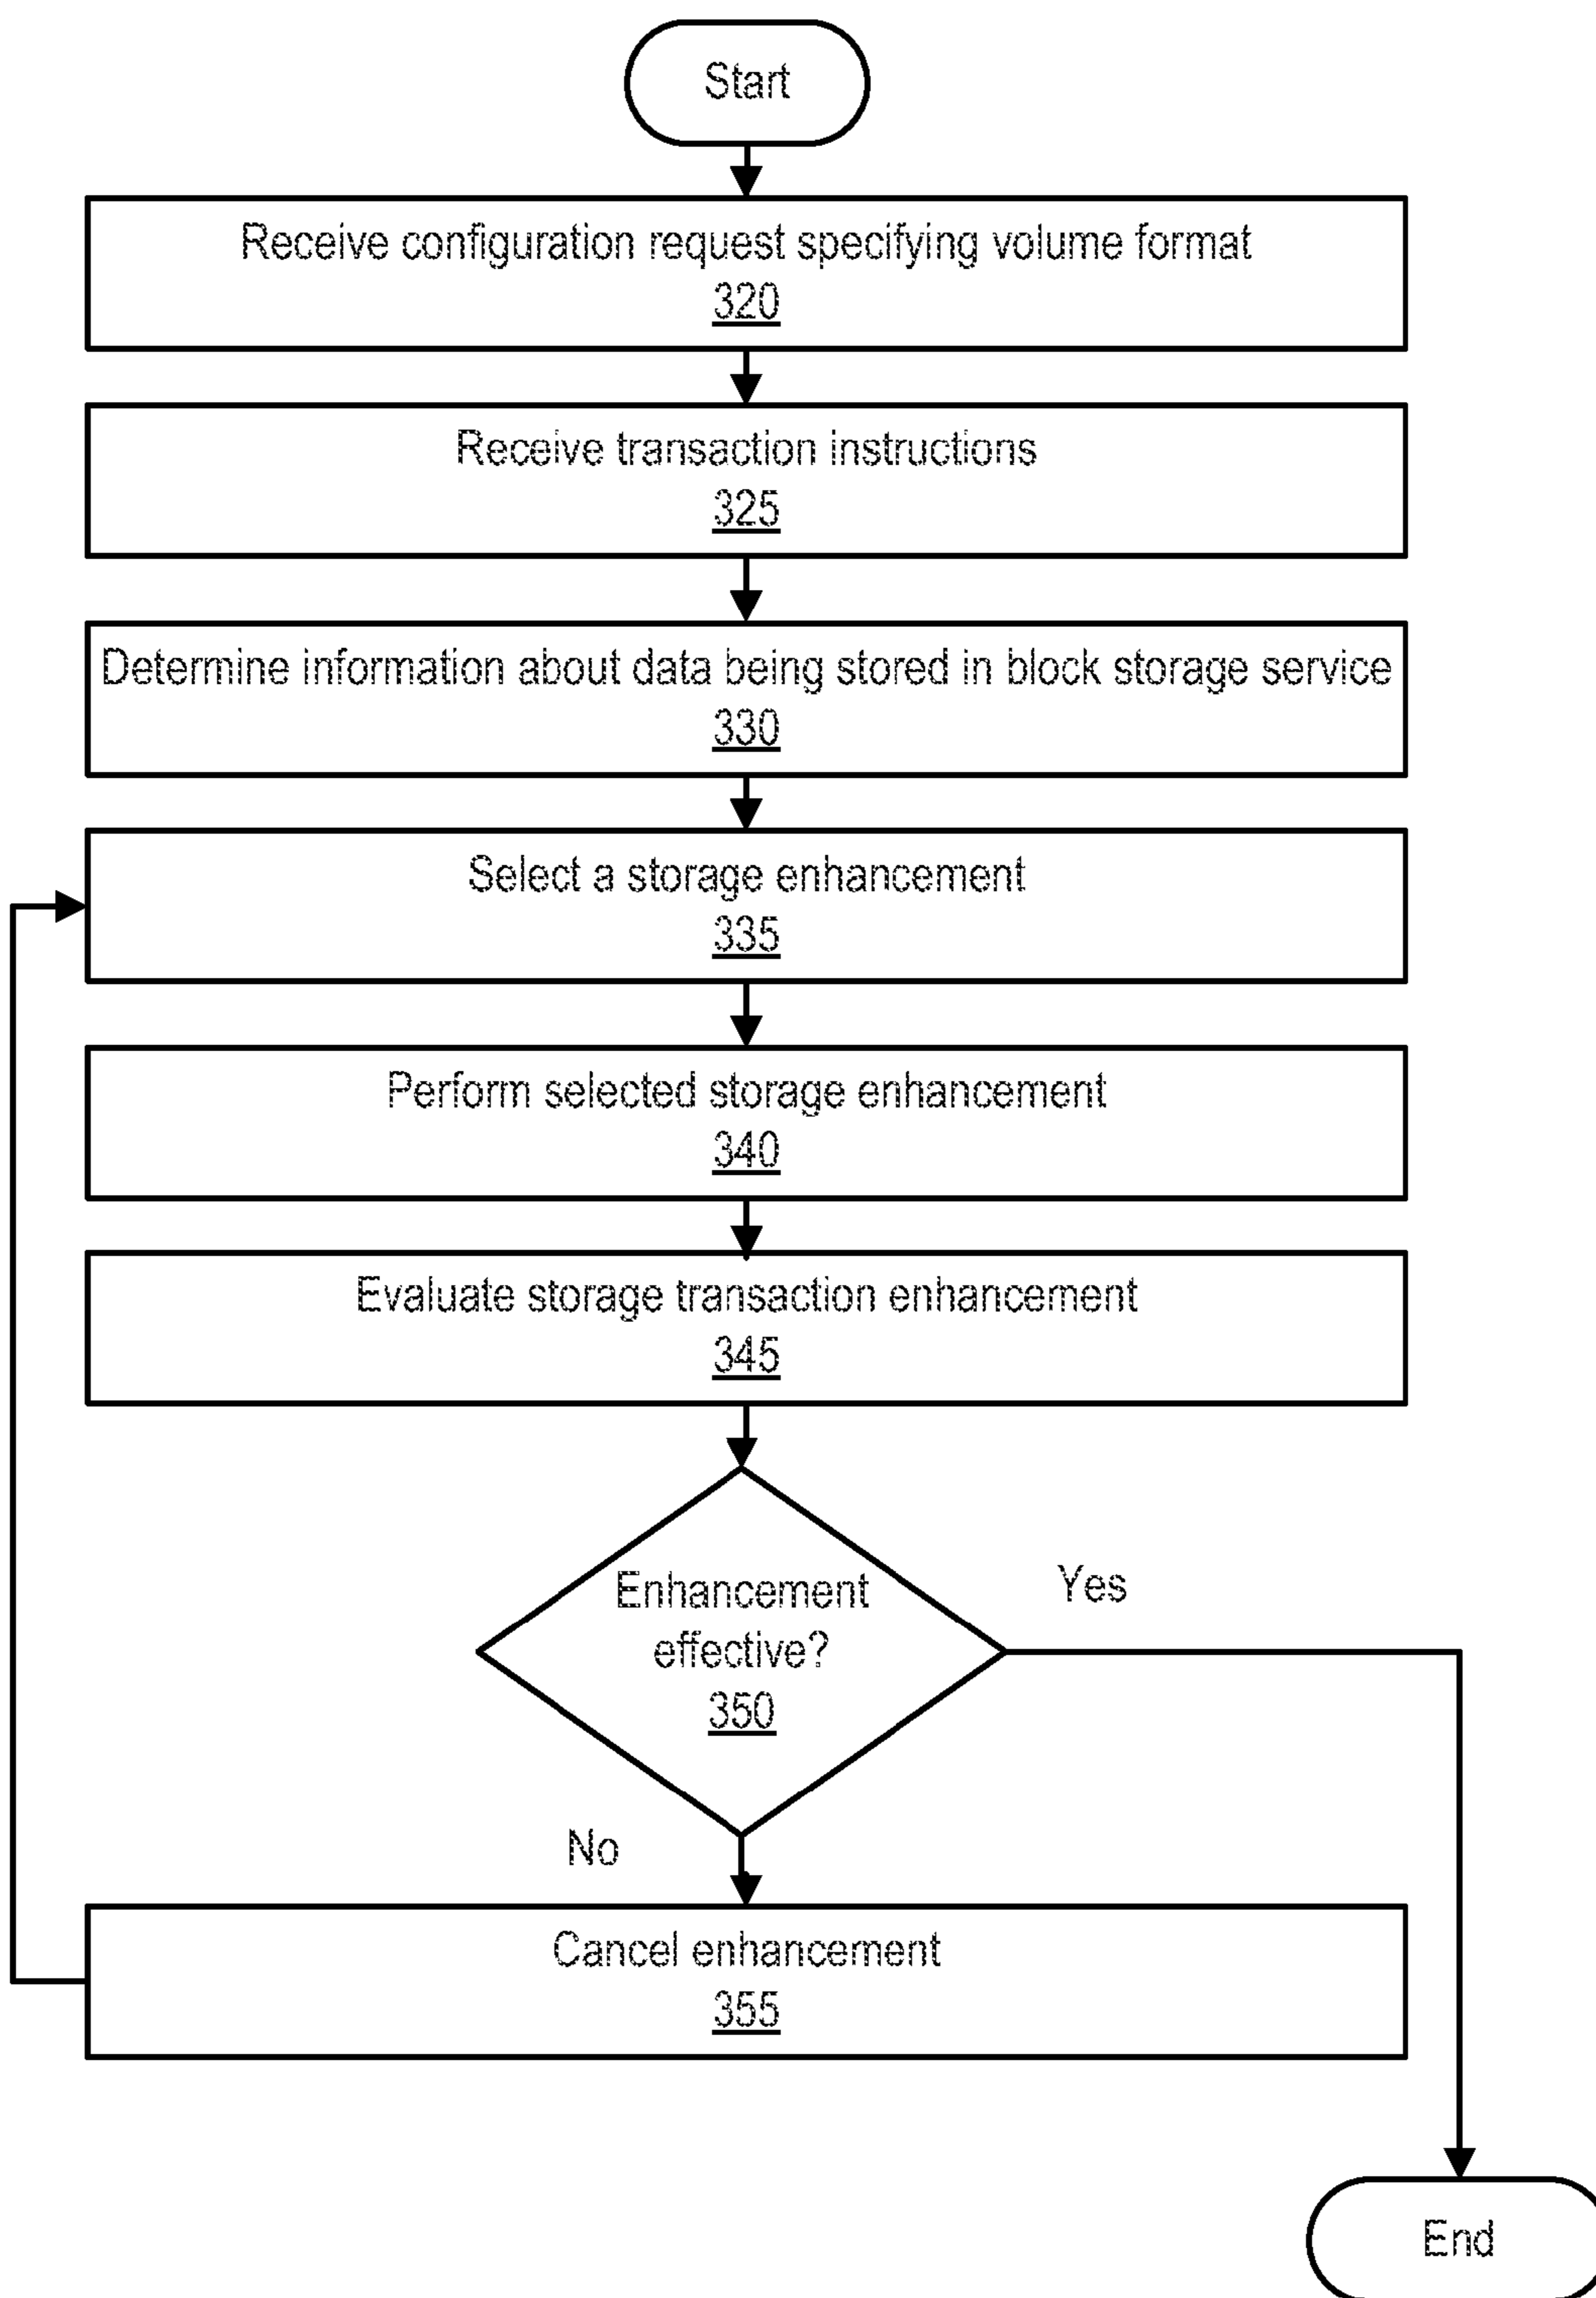 Start
Receive configuration request specifying volume format
320
Receive transaction instructions
325
Determine information about data being stored in block storage service
330
Select a storage enhancement
335
Perform selected storage enhancement
340
Evaluate storage transaction enhancement
345
Enhancement
effective?
350
Yes
No
Cancel enhancement
355
End